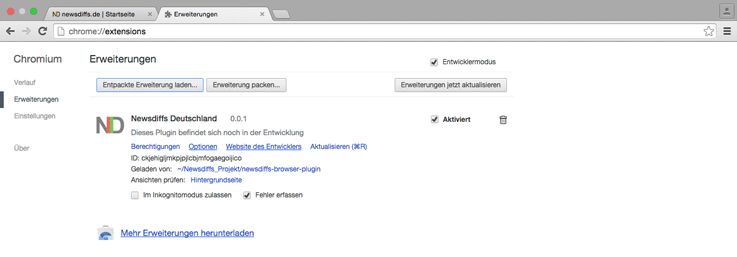 ND newsdiffs.de | Startseite
Erweiterungen
chrome://extensions
Chromium
Erweiterungen
Entwicklermodus
Verlauf
Erweiterungen
Einstellungen
Über
Entpackte Erweiterung laden...
Erweiterung packen...
Erweiterungen jetzt aktualisieren
ND
Newsdiffs Deutschland 0.0.1
Aktiviert
Dieses Plugin befindet sich noch in der Entwicklung
Berechtigungen Optionen Website des Entwicklers Aktualisieren (⌘R)
ID: ckjehigljmkpjpjlcbjmfogaegoijico
Geladen von: ~/Newsdiffs_Projekt/newsdiffs-browser-plugin
Ansichten prüfen: Hintergrundseite
Im Inkognitomodus zulassen
Fehler erfassen
Mehr Erweiterungen herunterladen